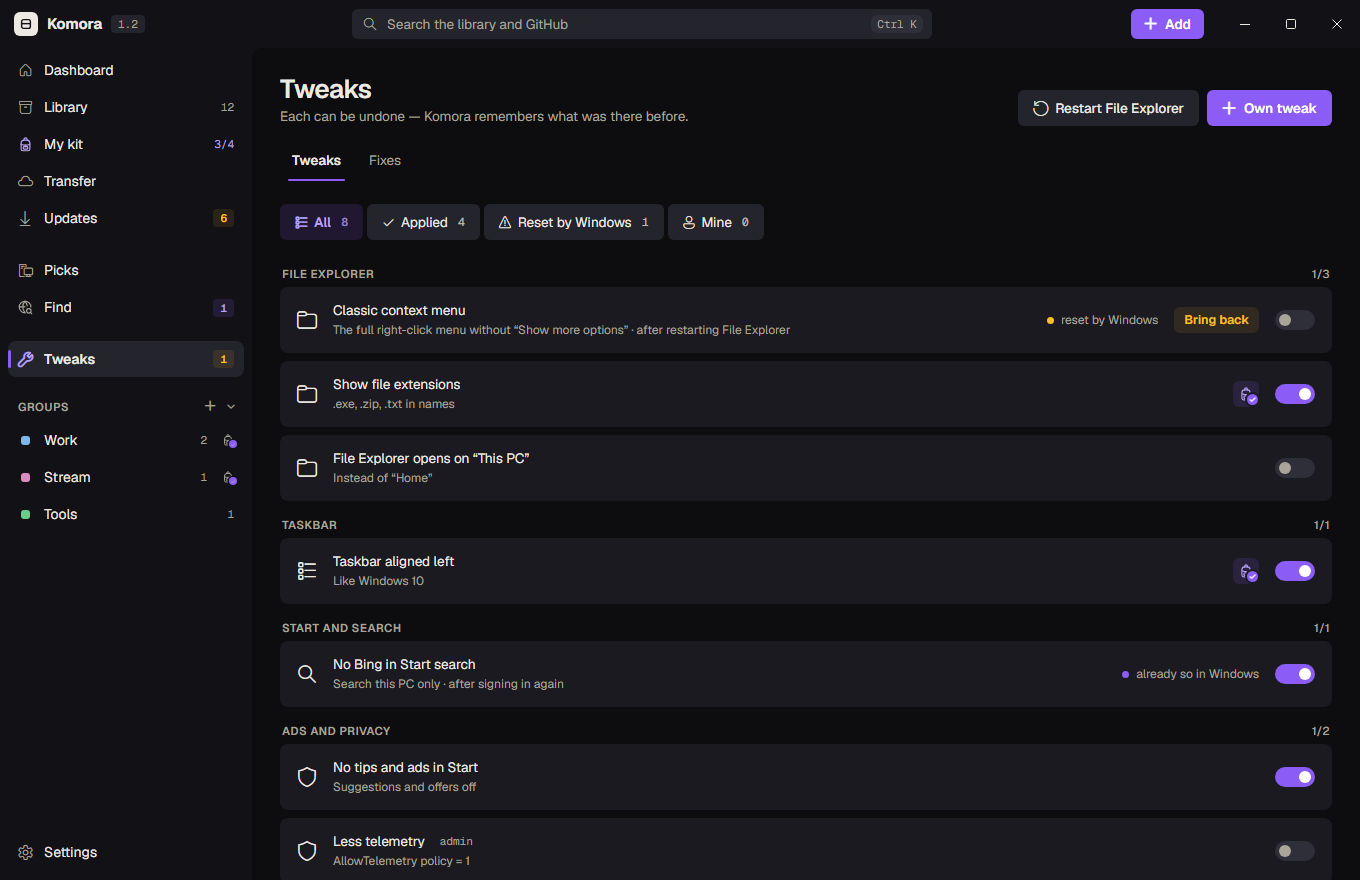 Komora 1.2
Search the library and GitHub Ctrl K
Add
Dashboard
Library 12
My kit 3/4
Transfer
Updates 6
Picks
Find 1
Tweaks 1
GROUPS
Work 2
Stream 1
Tools 1
Settings
Tweaks
Each can be undone — Komora remembers what was there before.
Restart File Explorer
Own tweak
Tweaks Fixes
All 8 Applied 4 Reset by Windows 1 Mine 0
FILE EXPLORER 1/3
Classic context menu
The full right-click menu without “Show more options” · after restarting File Explorer
reset by Windows Bring back
Show file extensions
.exe, .zip, .txt in names
File Explorer opens on “This PC”
Instead of “Home”
TASKBAR 1/1
Taskbar aligned left
Like Windows 10
START AND SEARCH 1/1
No Bing in Start search
Search this PC only · after signing in again
already so in Windows
ADS AND PRIVACY 1/2
No tips and ads in Start
Suggestions and offers off
Less telemetry admin
AllowTelemetry policy = 1